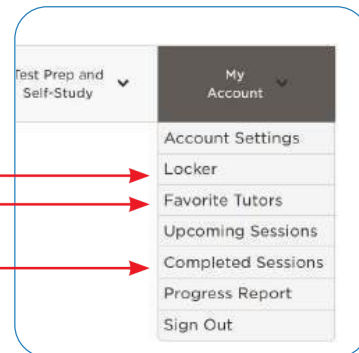 Test Prep and
Self-Study
My
Account
Account Settings
Locker
Favorite Tutors
Upcoming Sessions
Completed Sessions
Progress Report
Sign Out